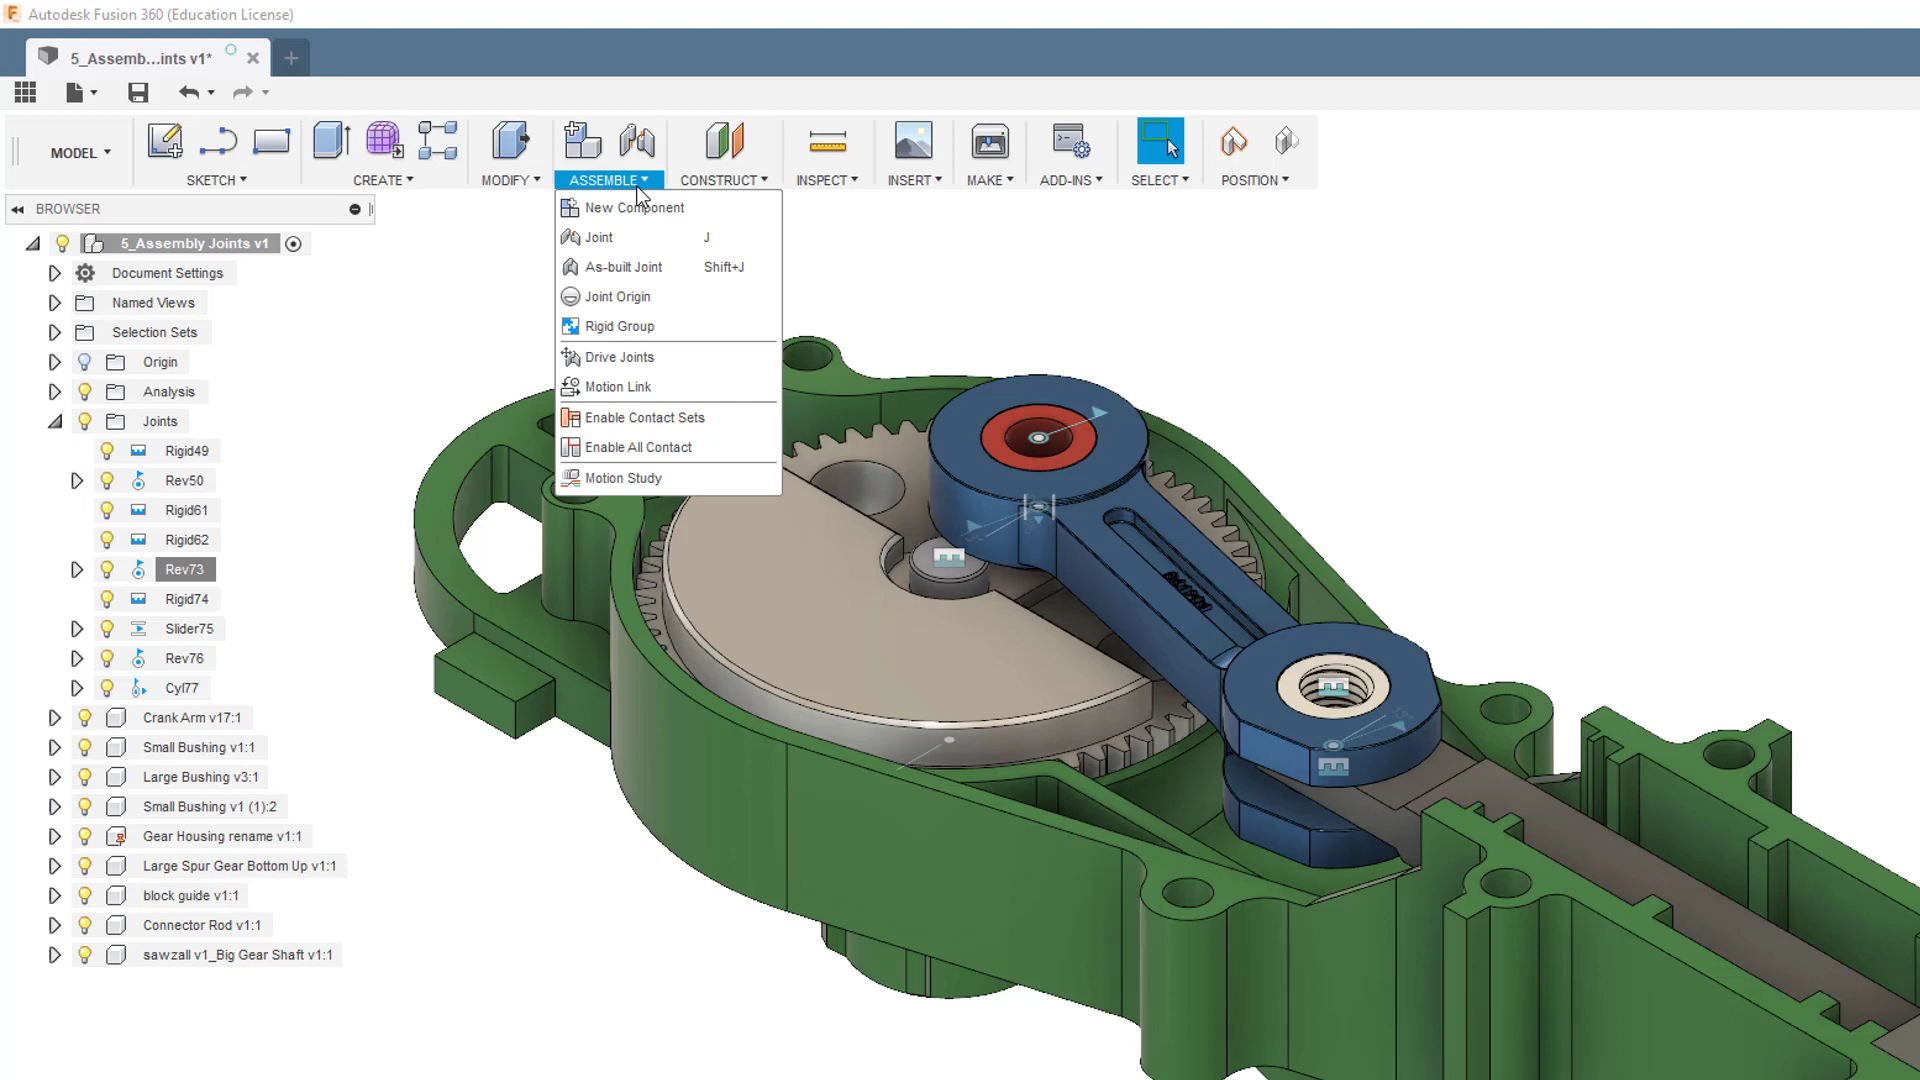 Autodesk Fusion 360 (Education License)
5_Assemb...ints v1*
MODEL
SKETCH
CREATE
MODIFY
ASSEMBLE
CONSTRUCT
INSPECT
INSERT
MAKE
ADD-INS
SELECT
POSITION
BROWSER
5_Assembly Joints v1
Document Settings
Named Views
Selection Sets
Origin
Analysis
Joints
Rigid49
Rev50
Rigid61
Rigid62
Rev73
Rigid74
Slider75
Rev76
Cyl77
Crank Arm v17:1
Small Bushing v1:1
Large Bushing v3:1
Small Bushing v1 (1):2
Gear Housing rename v1:1
Large Spur Gear Bottom Up v1:1
block guide v1:1
Connector Rod v1:1
sawzall v1_Big Gear Shaft v1:1
New Component
Joint J
As-built Joint Shift+J
Joint Origin
Rigid Group
Drive Joints
Motion Link
Enable Contact Sets
Enable All Contact
Motion Study